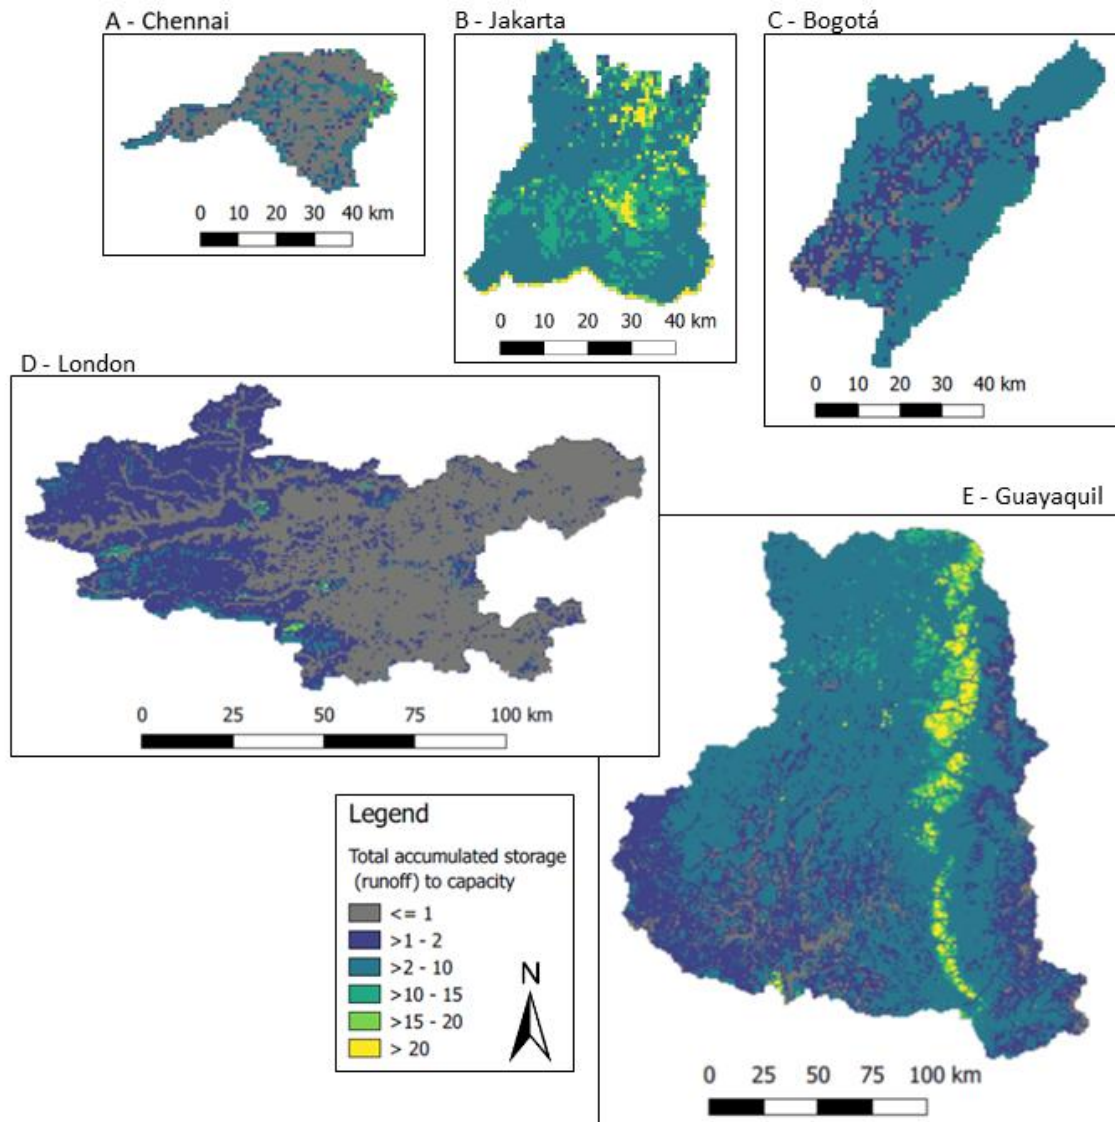 A - Chennai
0 10 20 30 40 km
B - Jakarta
0 10 20 30 40 km
C - Bogotá
0 10 20 30 40 km
D - London
0 25 50 75 100 km
E - Guayaquil
0 25 50 75 100 km
Legend
Total accumulated storage
(runoff) to capacity
<= 1
>1 - 2
>2 - 10
>10 - 15
>15 - 20
> 20
N